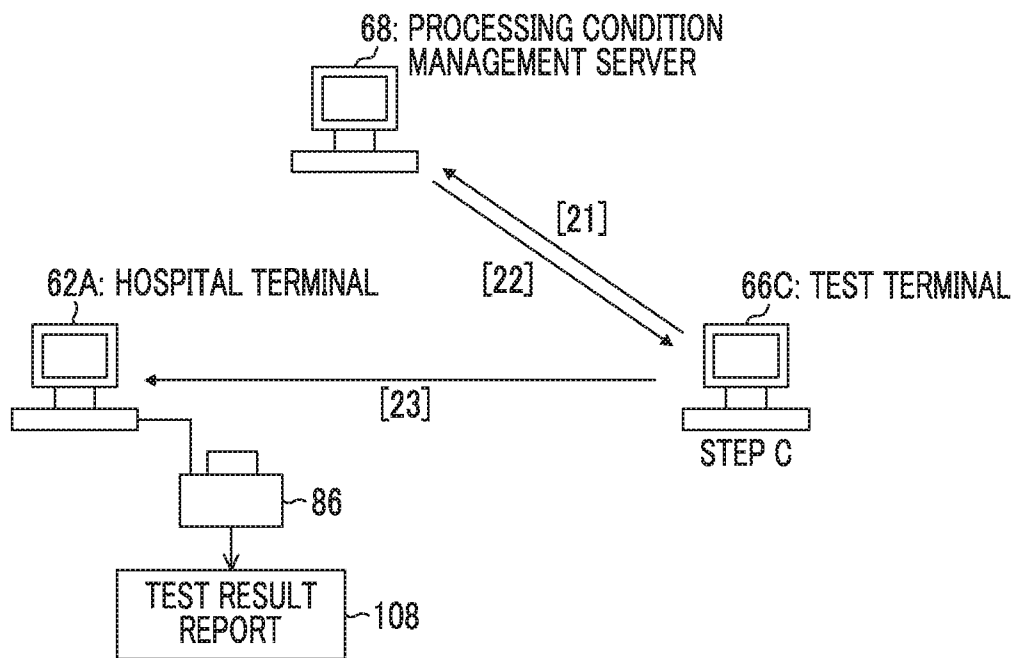 68: PROCESSING CONDITION
MANAGEMENT SERVER
[21]
[22]
62A: HOSPITAL TERMINAL
66C: TEST TERMINAL
[23]
STEP C
86
TEST RESULT
REPORT
108